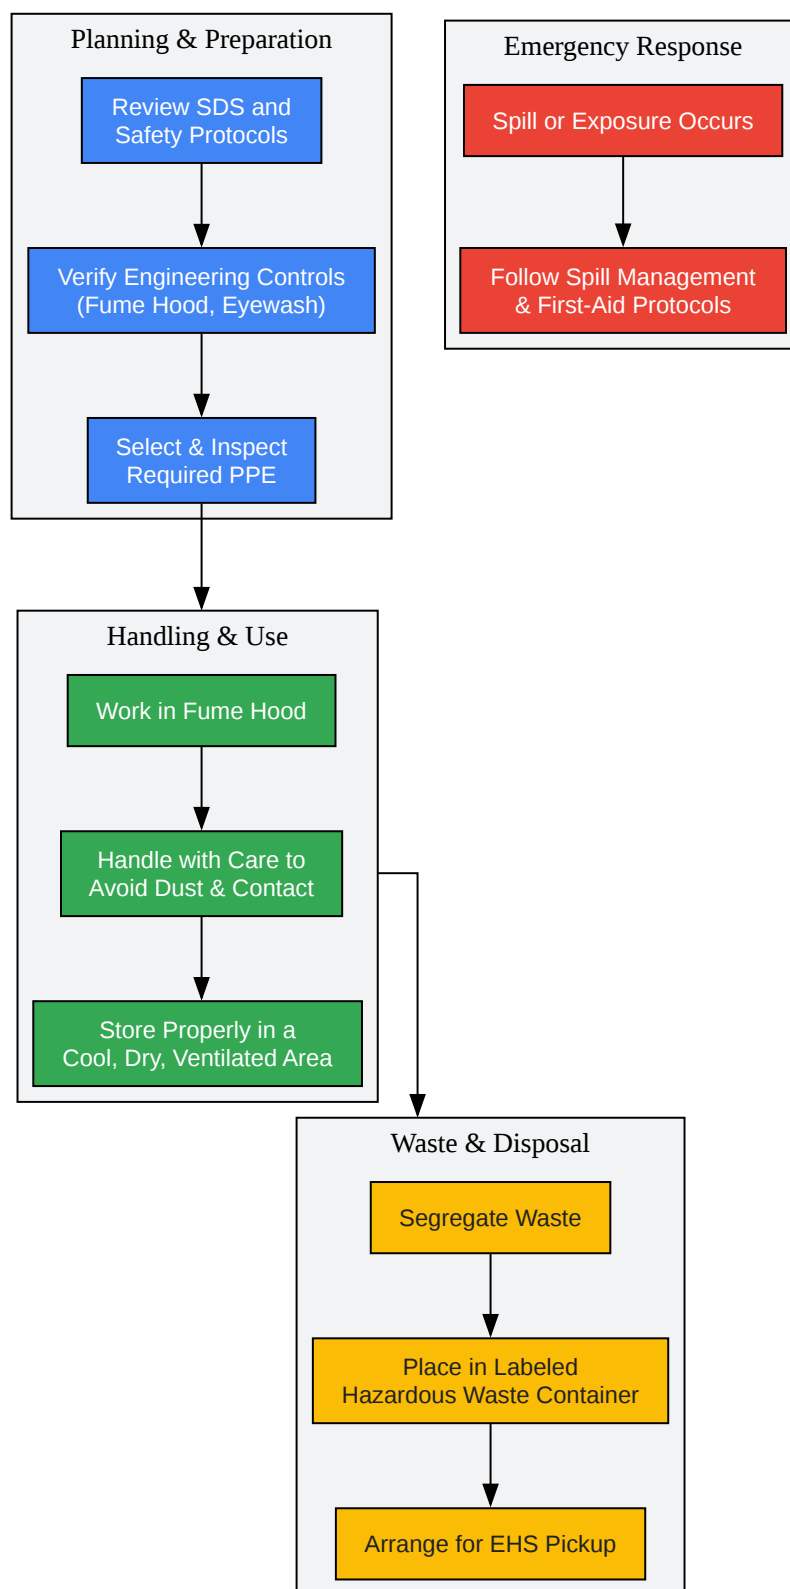 Planning & Preparation
Review SDS and
Safety Protocols
Verify Engineering Controls
(Fume Hood, Eyewash)
Select & Inspect
Required PPE
Emergency Response
Spill or Exposure Occurs
Follow Spill Management
& First-Aid Protocols
Handling & Use
Work in Fume Hood
Handle with Care to
Avoid Dust & Contact
Store Properly in a
Cool, Dry, Ventilated Area
Waste & Disposal
Segregate Waste
Place in Labeled
Hazardous Waste Container
Arrange for EHS Pickup